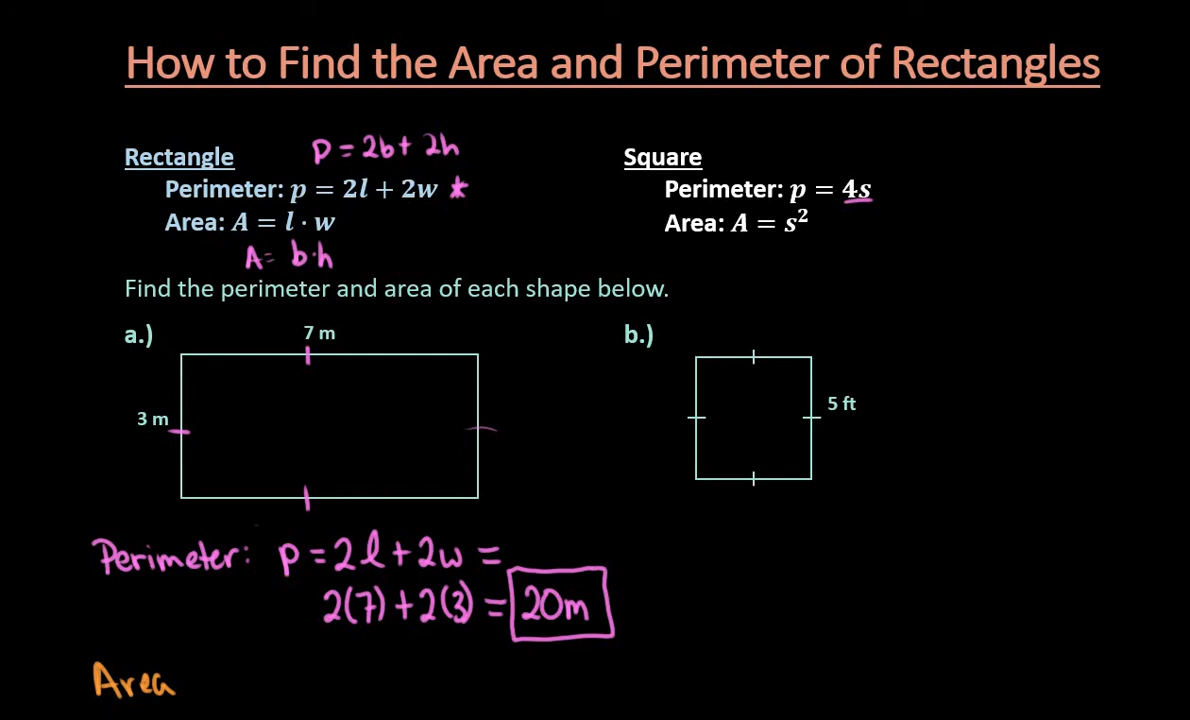 How to Find the Area and Perimeter of Rectangles
Rectangle
P = 2b + 2h
Perimeter: p = 2l + 2w *
Area: A = l · w
A = b·h
Square
Perimeter: p = 4s
Area: A = s²
Find the perimeter and area of each shape below.
a.)
7 m
3 m
b.)
5 ft
Perimeter: p = 2l + 2w =
2(7) + 2(3) = 20m
Area